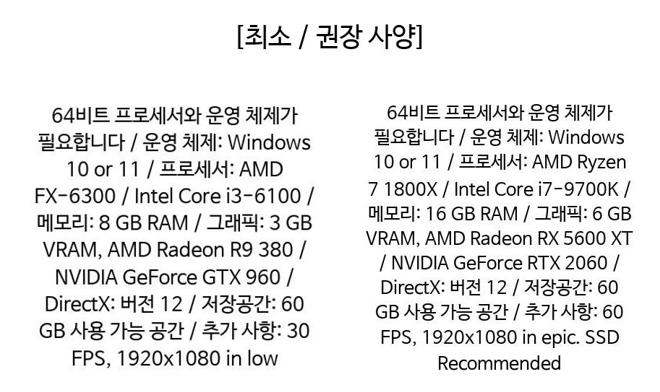 [최소 / 권장 사양]
64비트 프로세서와 운영 체제가
필요합니다 / 운영 체제: Windows
10 or 11 / 프로세서: AMD
FX-6300 / Intel Core i3-6100 /
메모리: 8 GB RAM / 그래픽: 3 GB
VRAM, AMD Radeon R9 380 /
NVIDIA GeForce GTX 960 /
DirectX: 버전 12 / 저장공간: 60
GB 사용 가능 공간 / 추가 사항: 30
FPS, 1920x1080 in low
64비트 프로세서와 운영 체제가
필요합니다 / 운영 체제: Windows
10 or 11 / 프로세서: AMD Ryzen
7 1800X / Intel Core i7-9700K /
메모리: 16 GB RAM / 그래픽: 6 GB
VRAM, AMD Radeon RX 5600 XT
/ NVIDIA GeForce RTX 2060 /
DirectX: 버전 12 / 저장공간: 60
GB 사용 가능 공간 / 추가 사항: 60
FPS, 1920x1080 in epic. SSD
Recommended